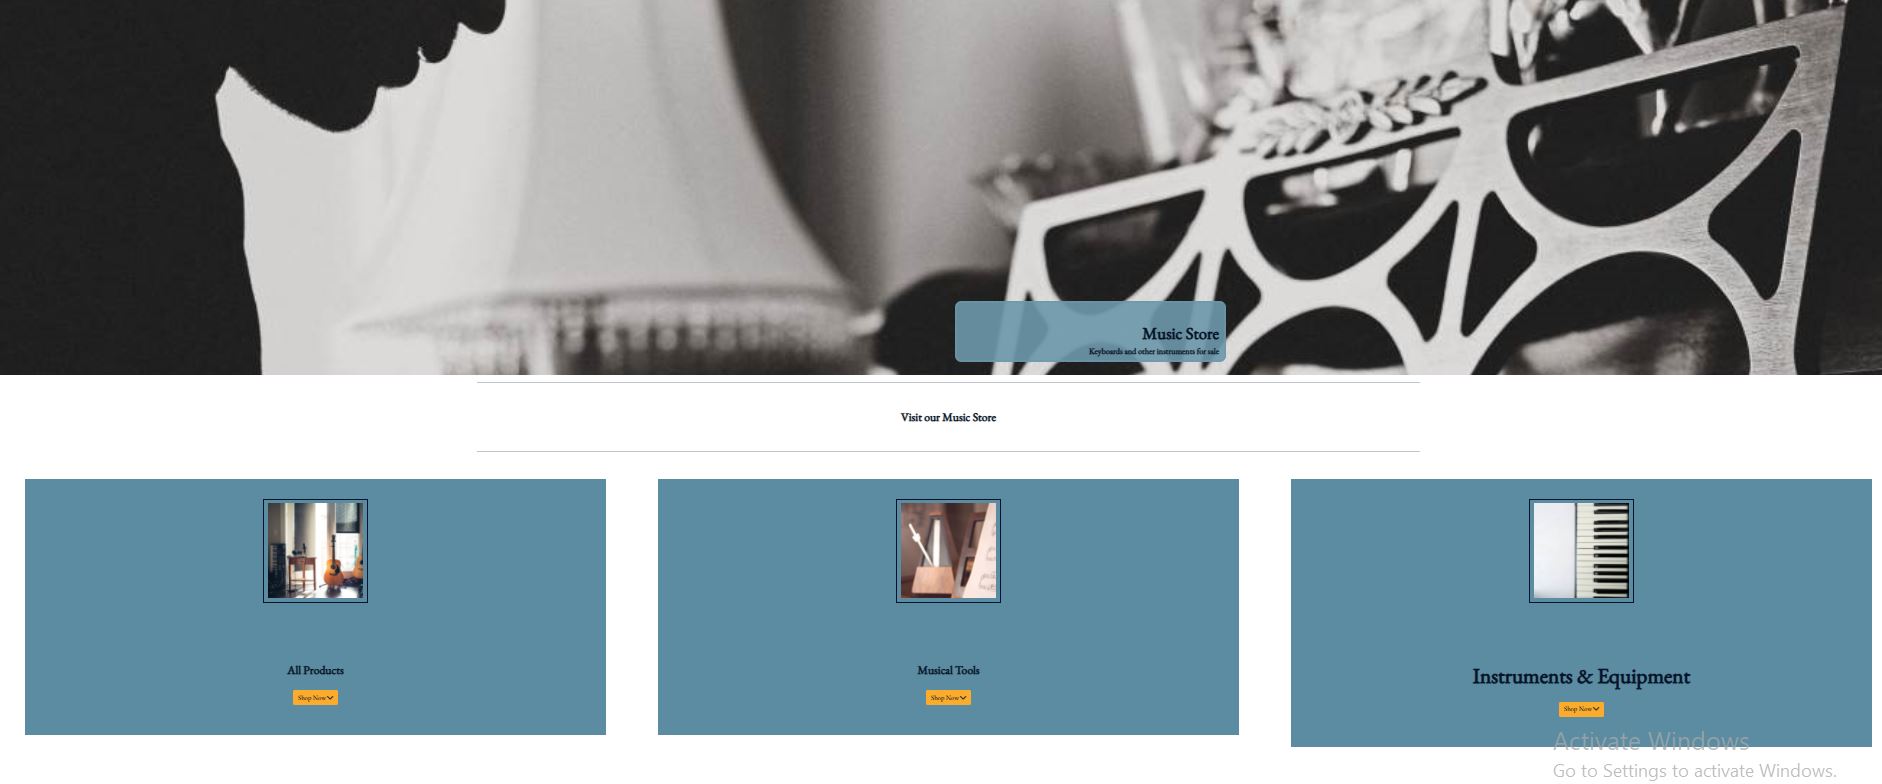 Music Store
Keyboards and other instruments for sale
Visit our Music Store
All Products
Musical Tools
Instruments & Equipment
Shop Now
Shop Now
Shop Now
Activate Windows
Go to Settings to activate Windows.